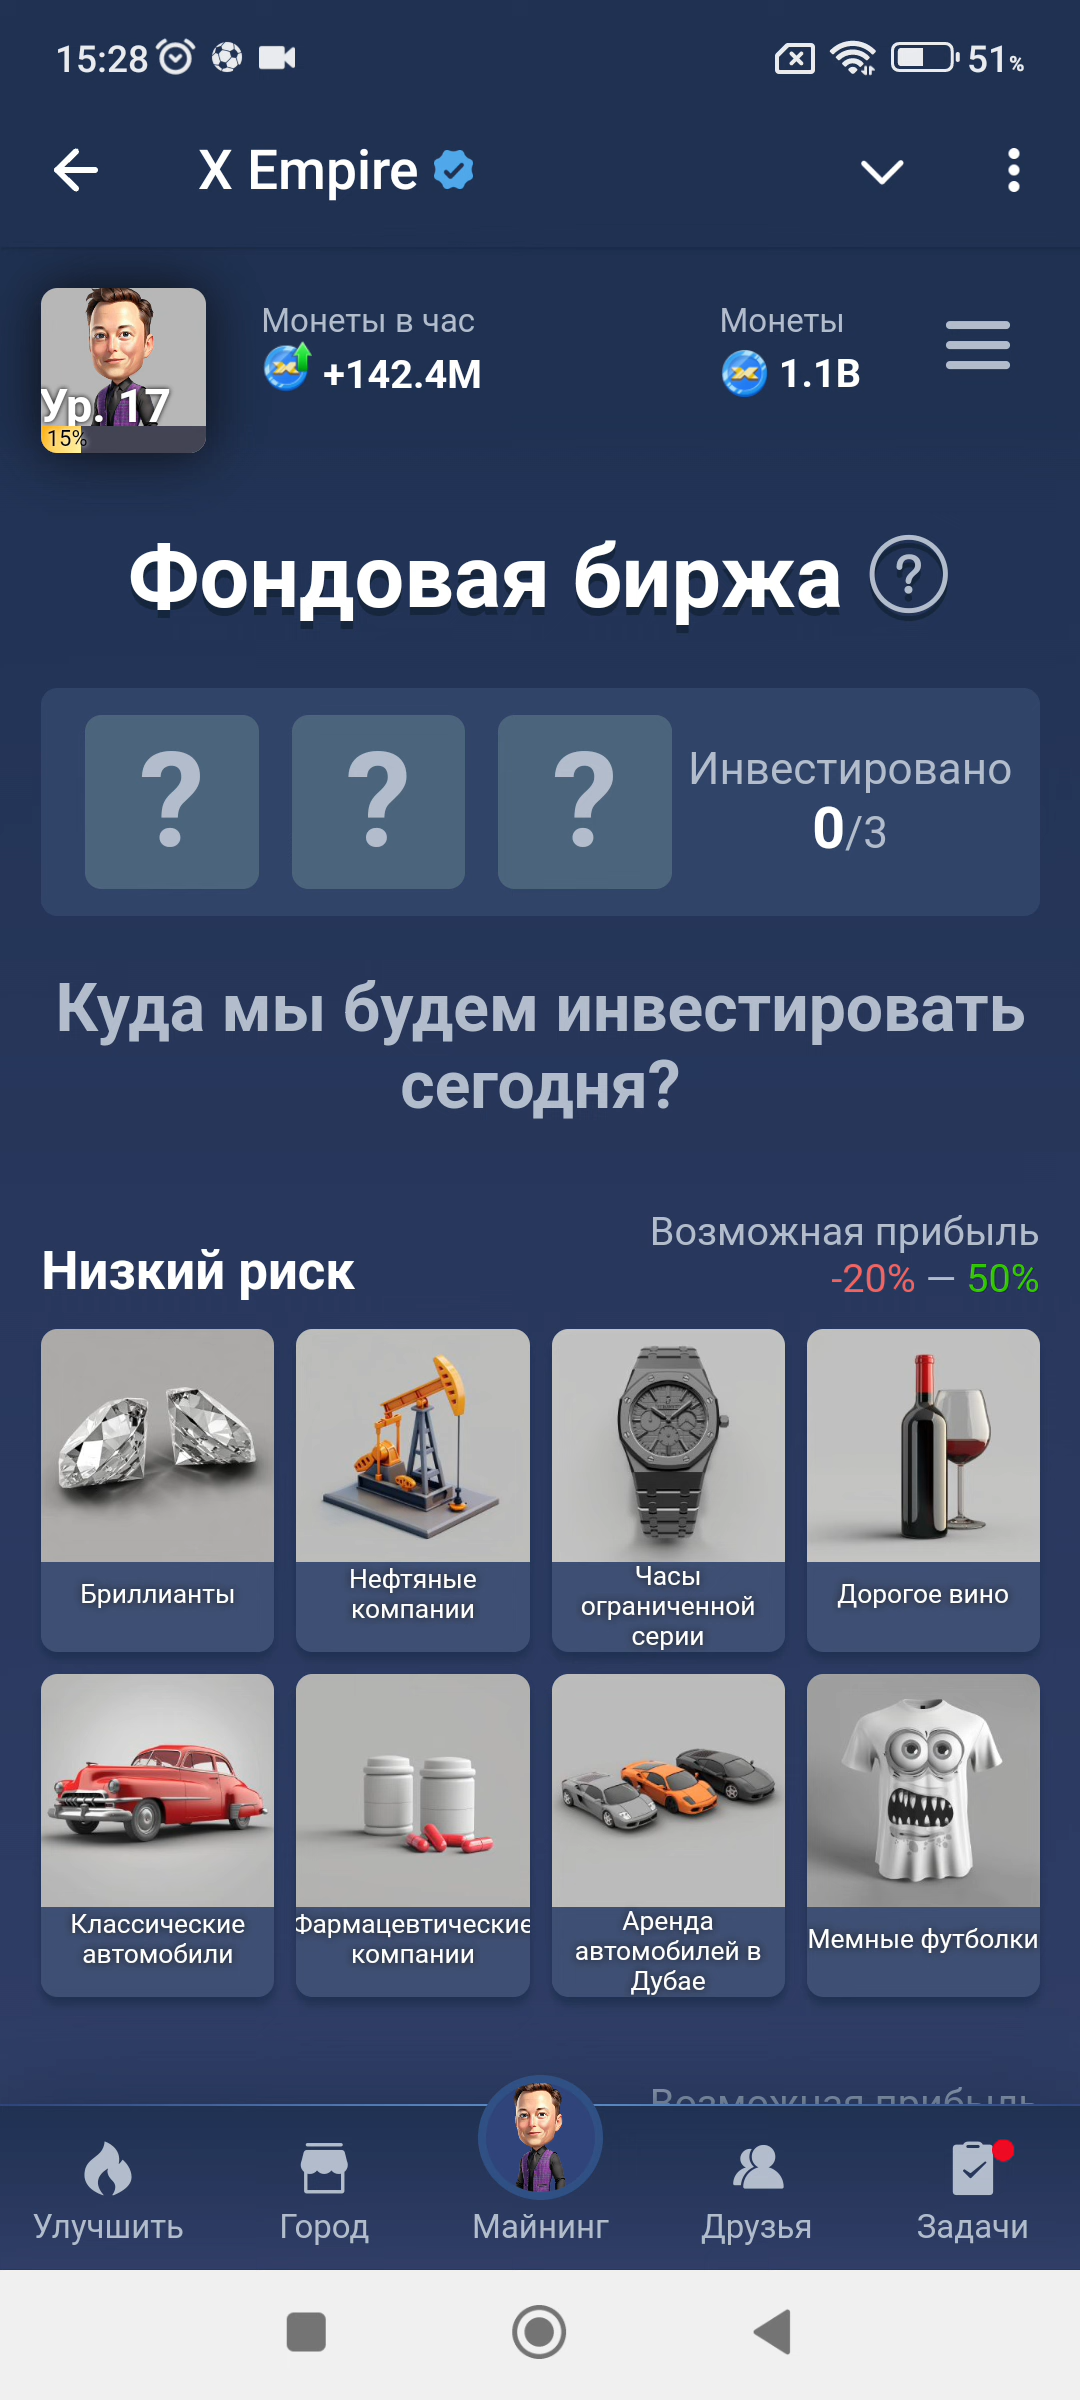 15:28
51%
X Empire
Монеты в час
Монеты
+142.4M
1.1B
Ур. 17
15%
Фондовая биржа ?
? ? ?
Инвестировано
0/3
Куда мы будем инвестировать
сегодня?
Возможная прибыль
Низкий риск
-20% — 50%
Бриллианты
Нефтяные
компании
Часы
ограниченной
серии
Дорогое вино
Классические
автомобили
Фармацевтические
компании
Аренда
автомобилей в
Дубае
Мемные футболки
Возможная прибыль
Улучшить
Город
Майнинг
Друзья
Задачи